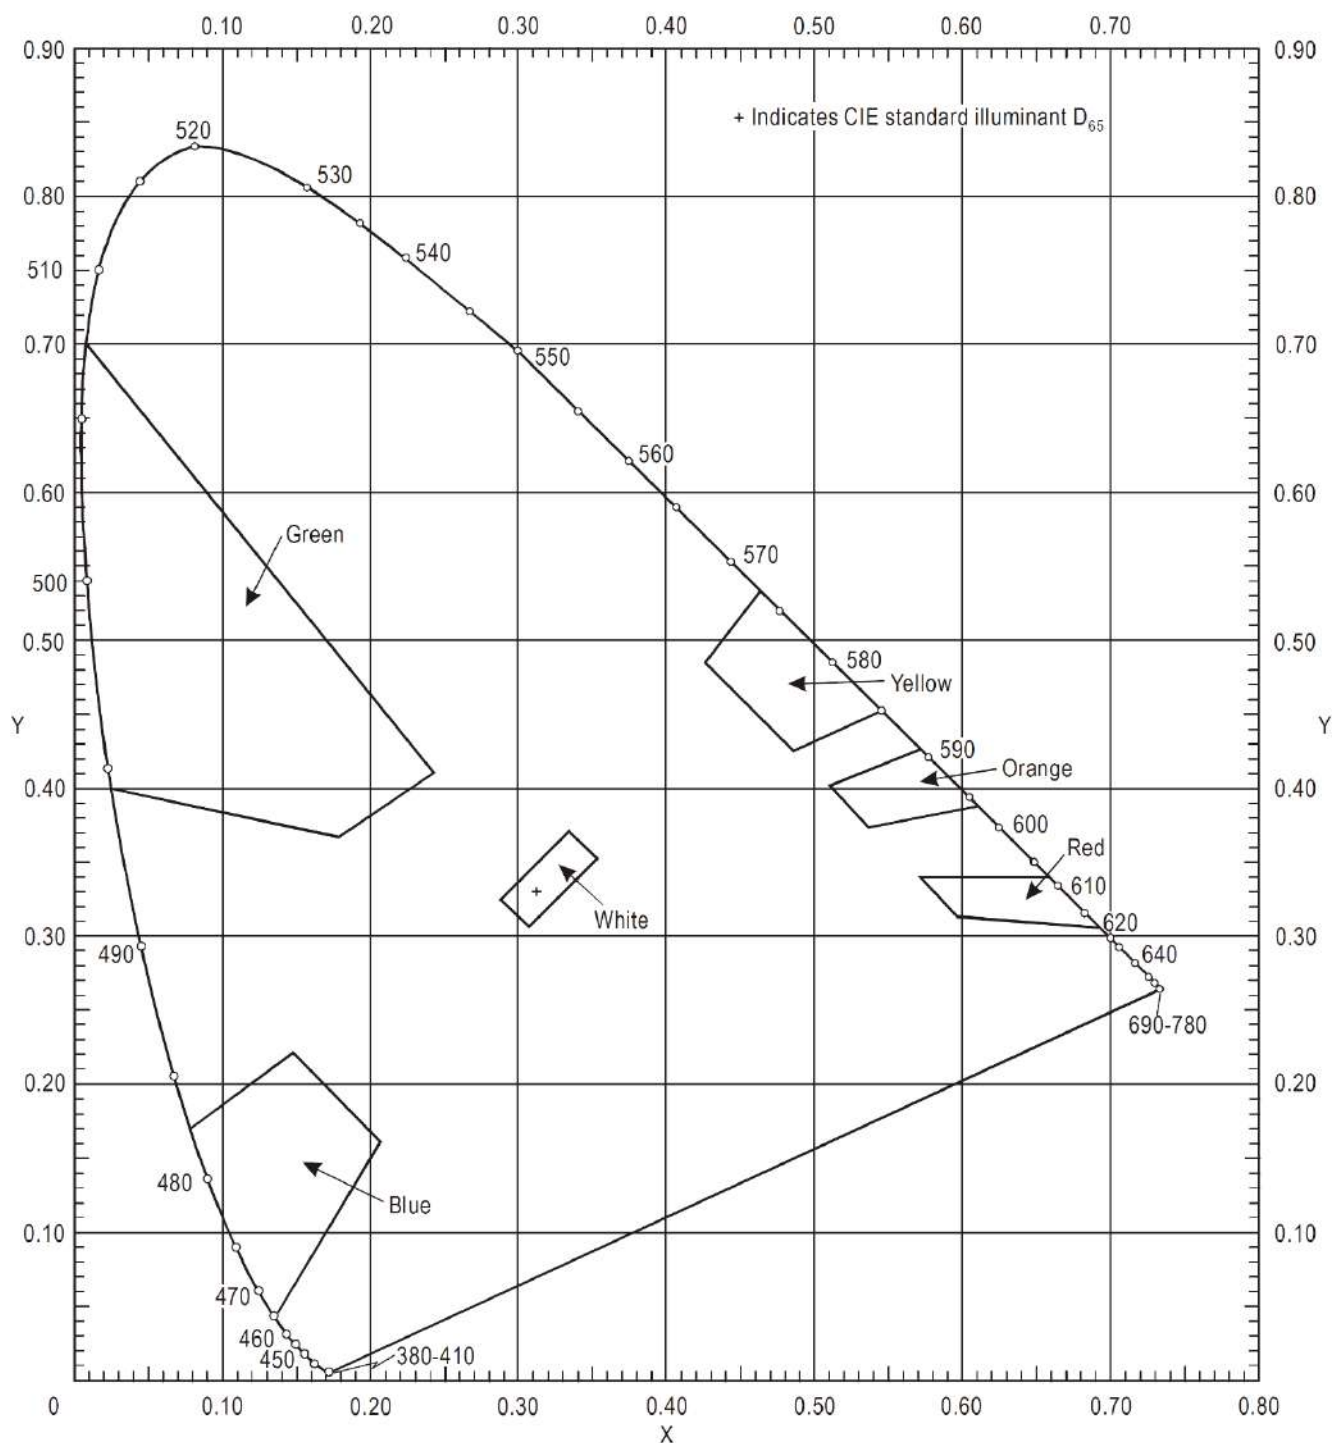 0.10 0.20 0.30 0.40 0.50 0.60 0.70
0.90 0.90
+ Indicates CIE standard illuminant D₆₅
520
530
0.80 0.80
540
510
0.70 0.70
550
560
0.60 0.60
Green
570
500
0.50 0.50
580
Yellow
Y Y
590
Orange
0.40 0.40
600
Red
610
White
620
0.30 0.30
490 640
690-780
0.20 0.20
480
Blue
0.10 0.10
470
460
450 380-410
0 0.10 0.20 0.30 0.40 0.50 0.60 0.70 0.80
X